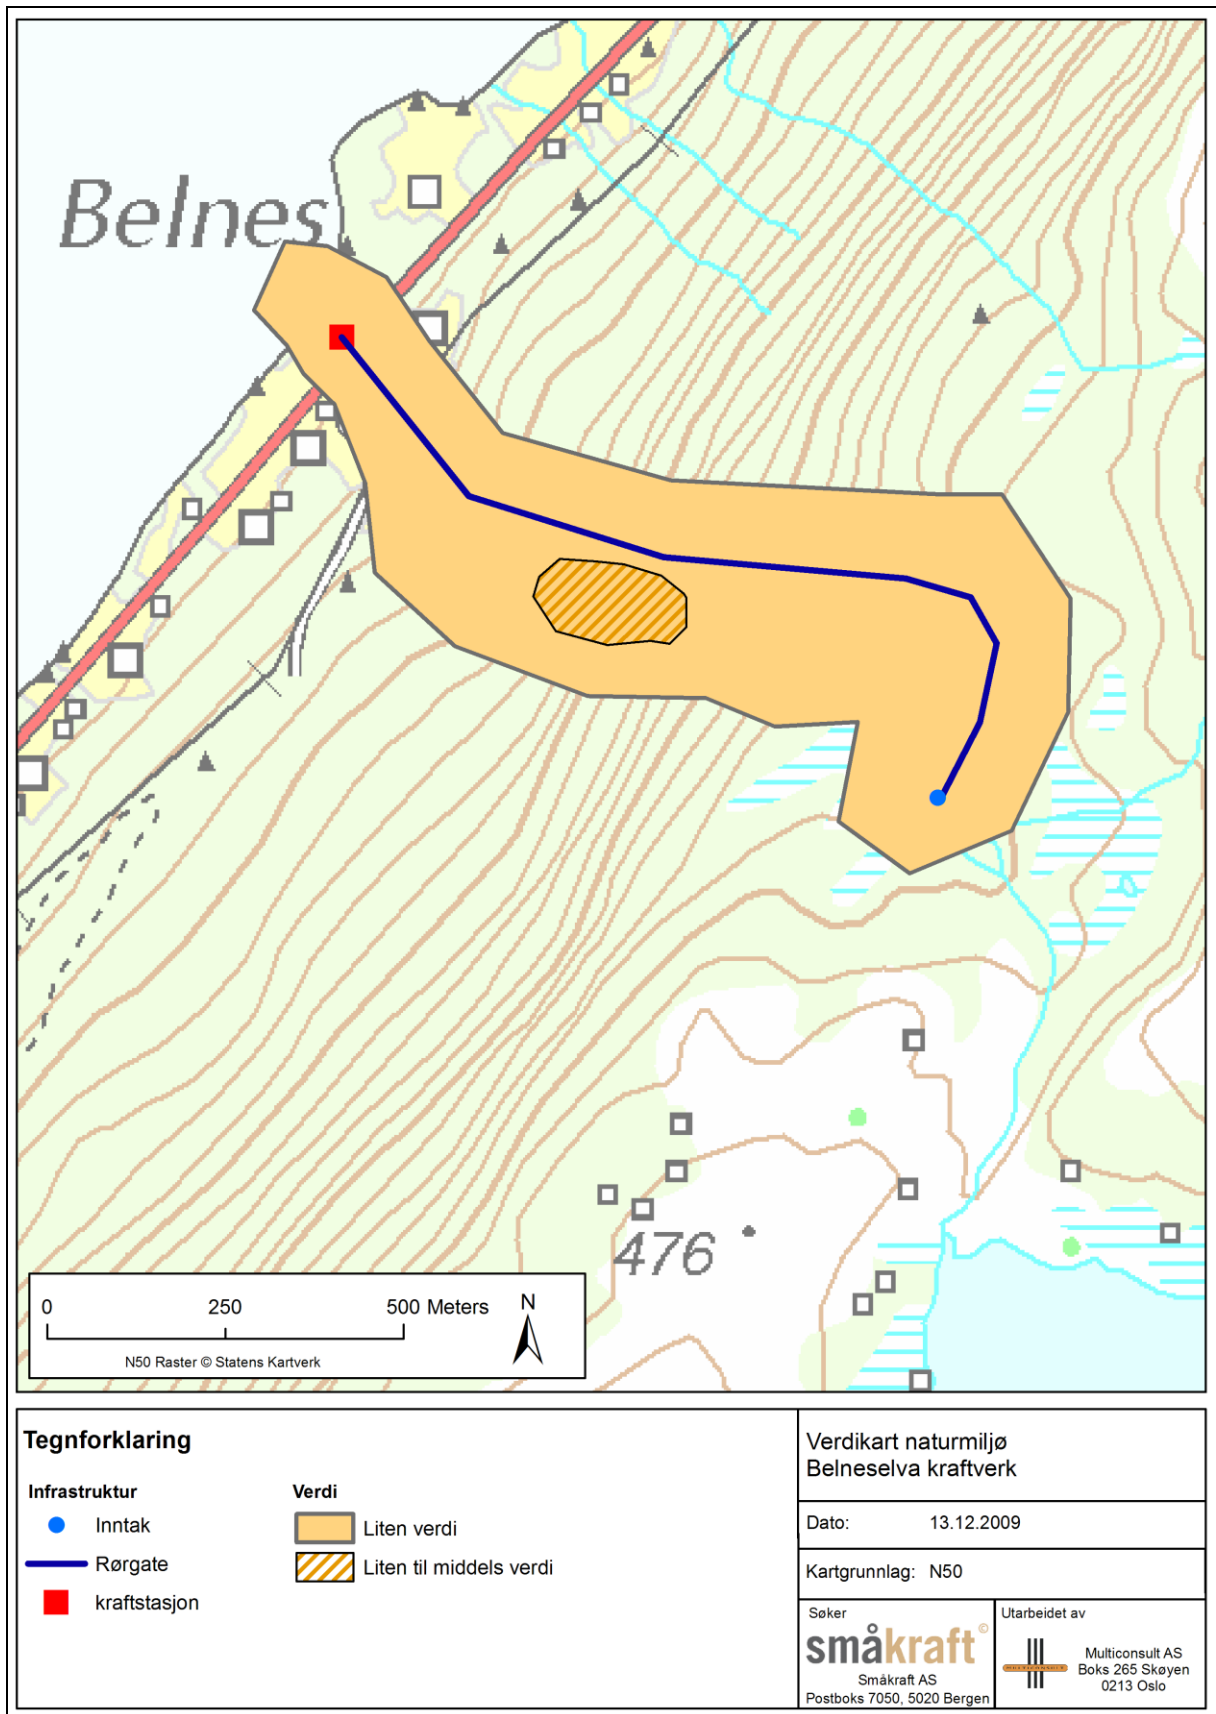 Belnes
476
0 250 500 Meters
N
N50 Raster © Statens Kartverk
Tegnforklaring
Infrastruktur
Inntak
Rørgate
kraftstasjon
Verdi
Liten verdi
Liten til middels verdi
Verdikart naturmiljø
Belneselva kraftverk
Dato: 13.12.2009
Kartgrunnlag: N50
Søker
småkraft©
Småkraft AS
Postboks 7050, 5020 Bergen
Utarbeidet av
MULTICONSULT
Multiconsult AS
Boks 265 Skøyen
0213 Oslo